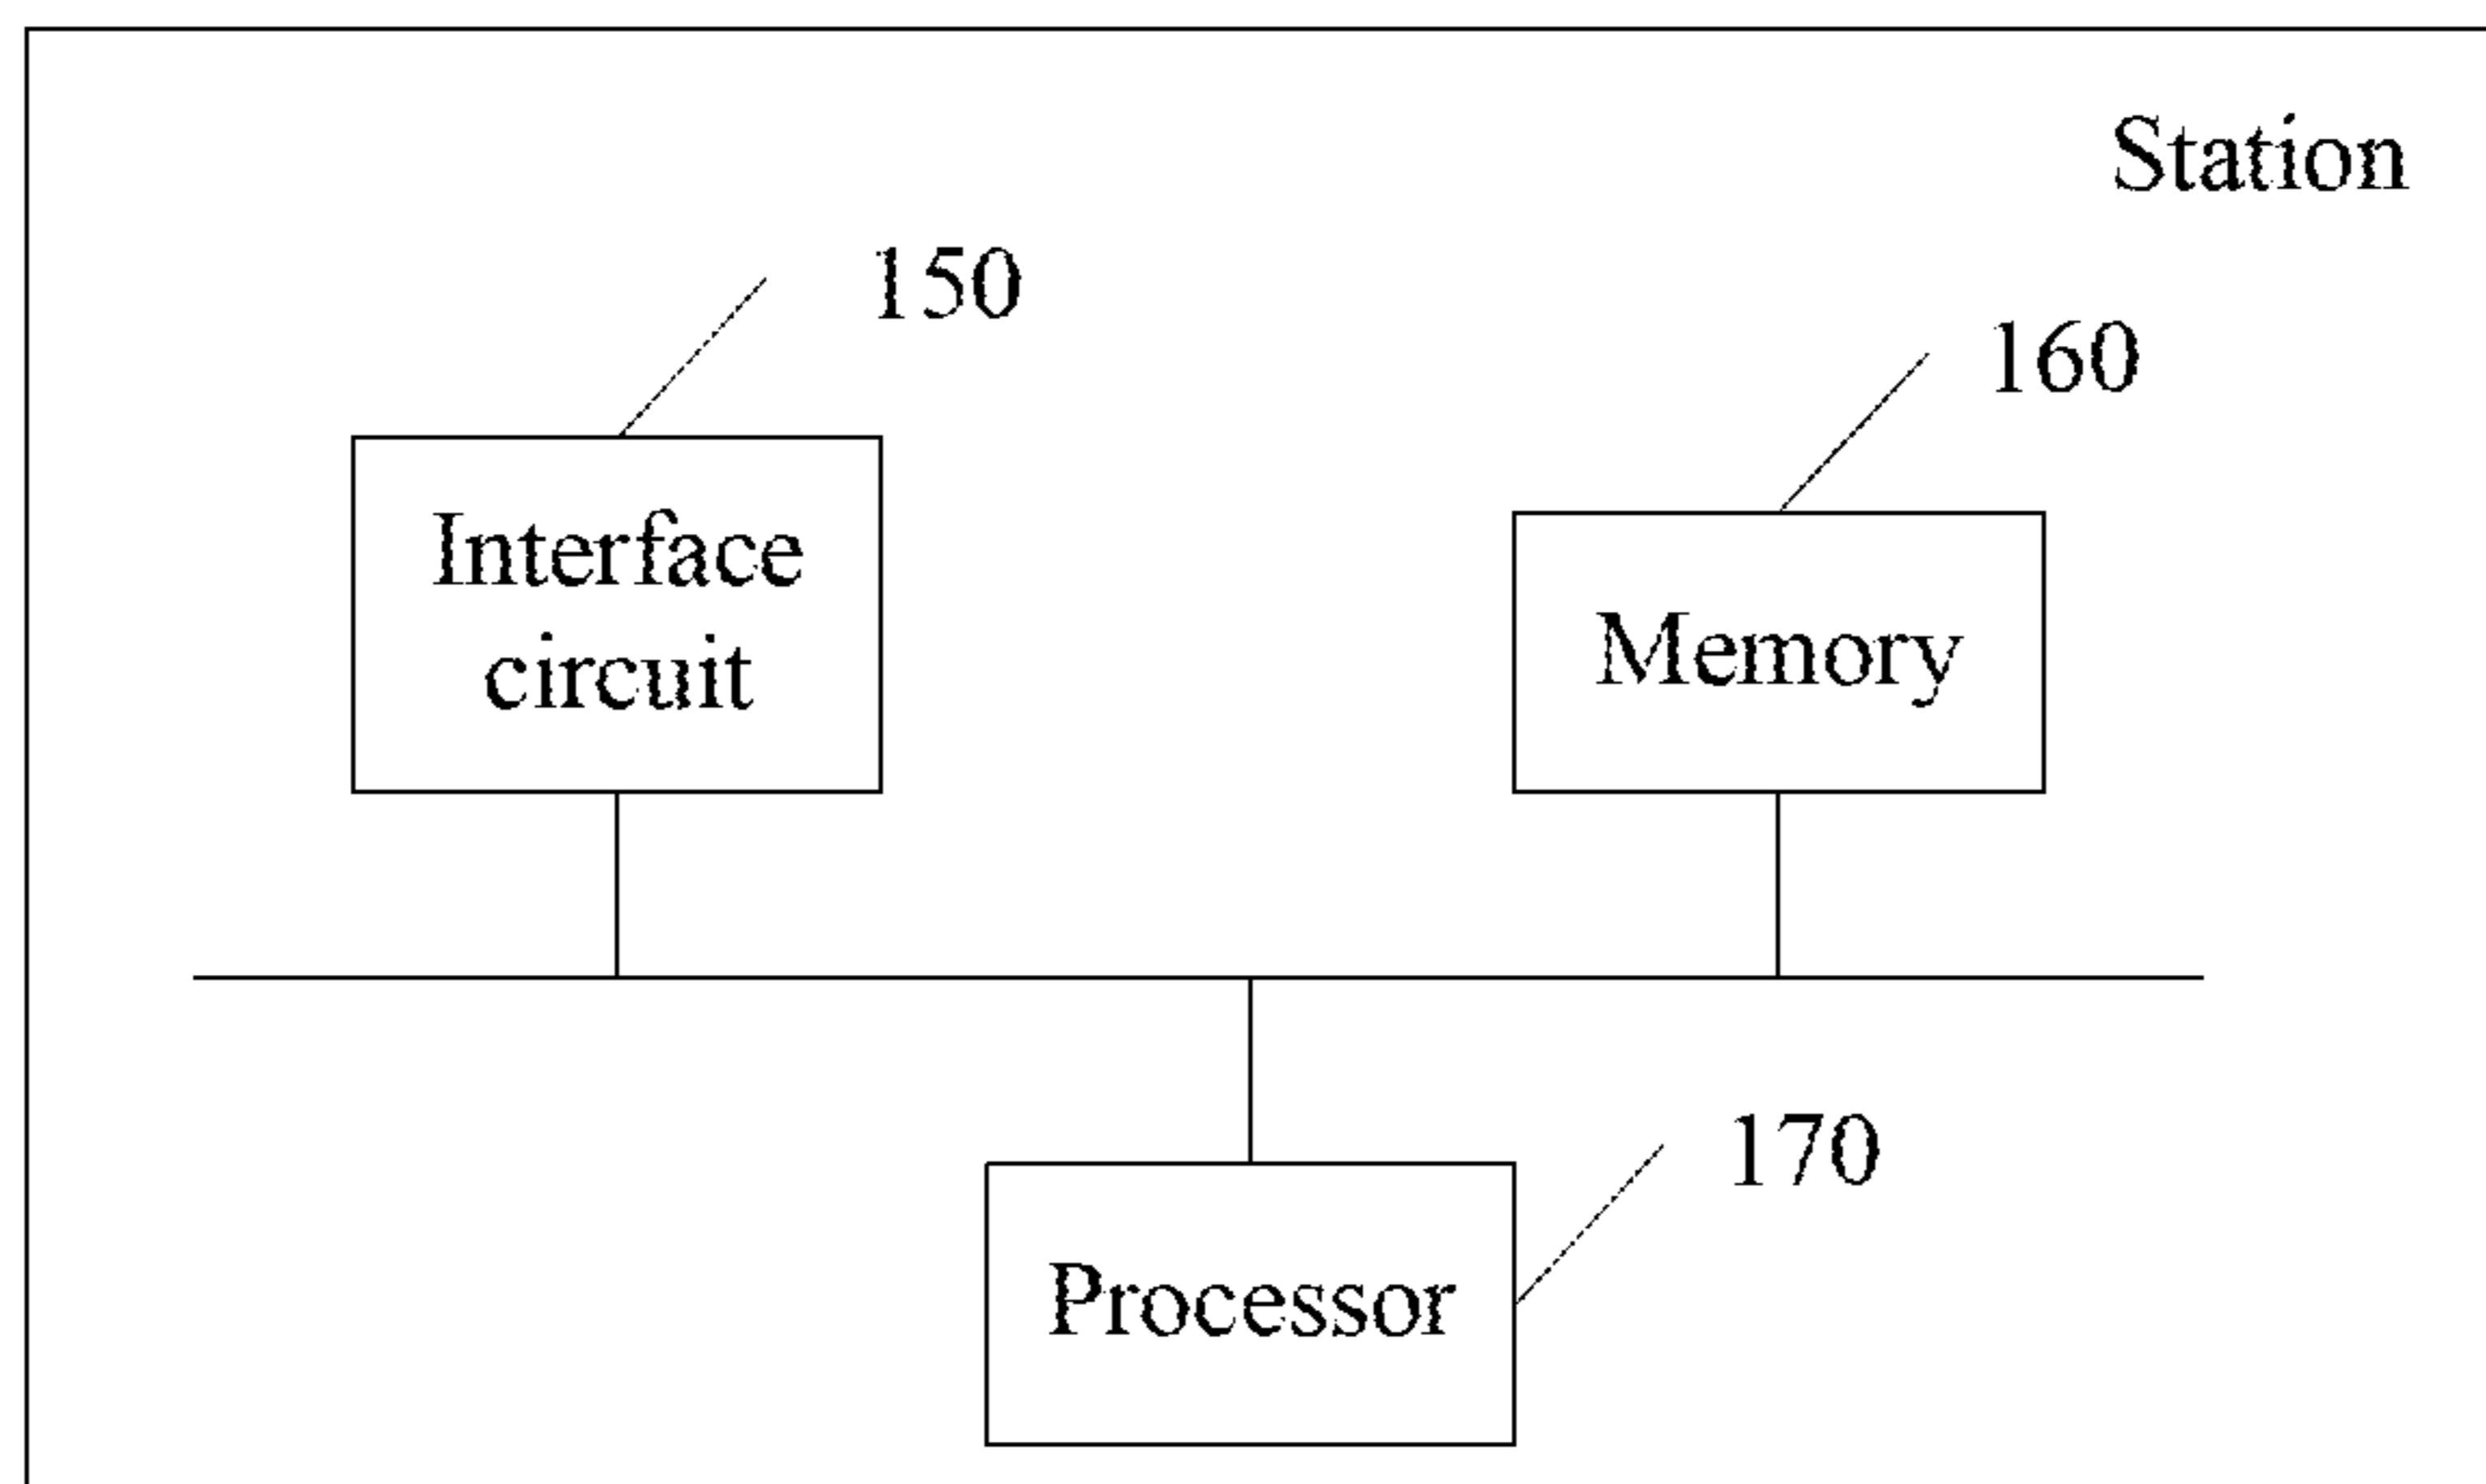 Station
150
160
Interface
circuit
Memory
170
Processor